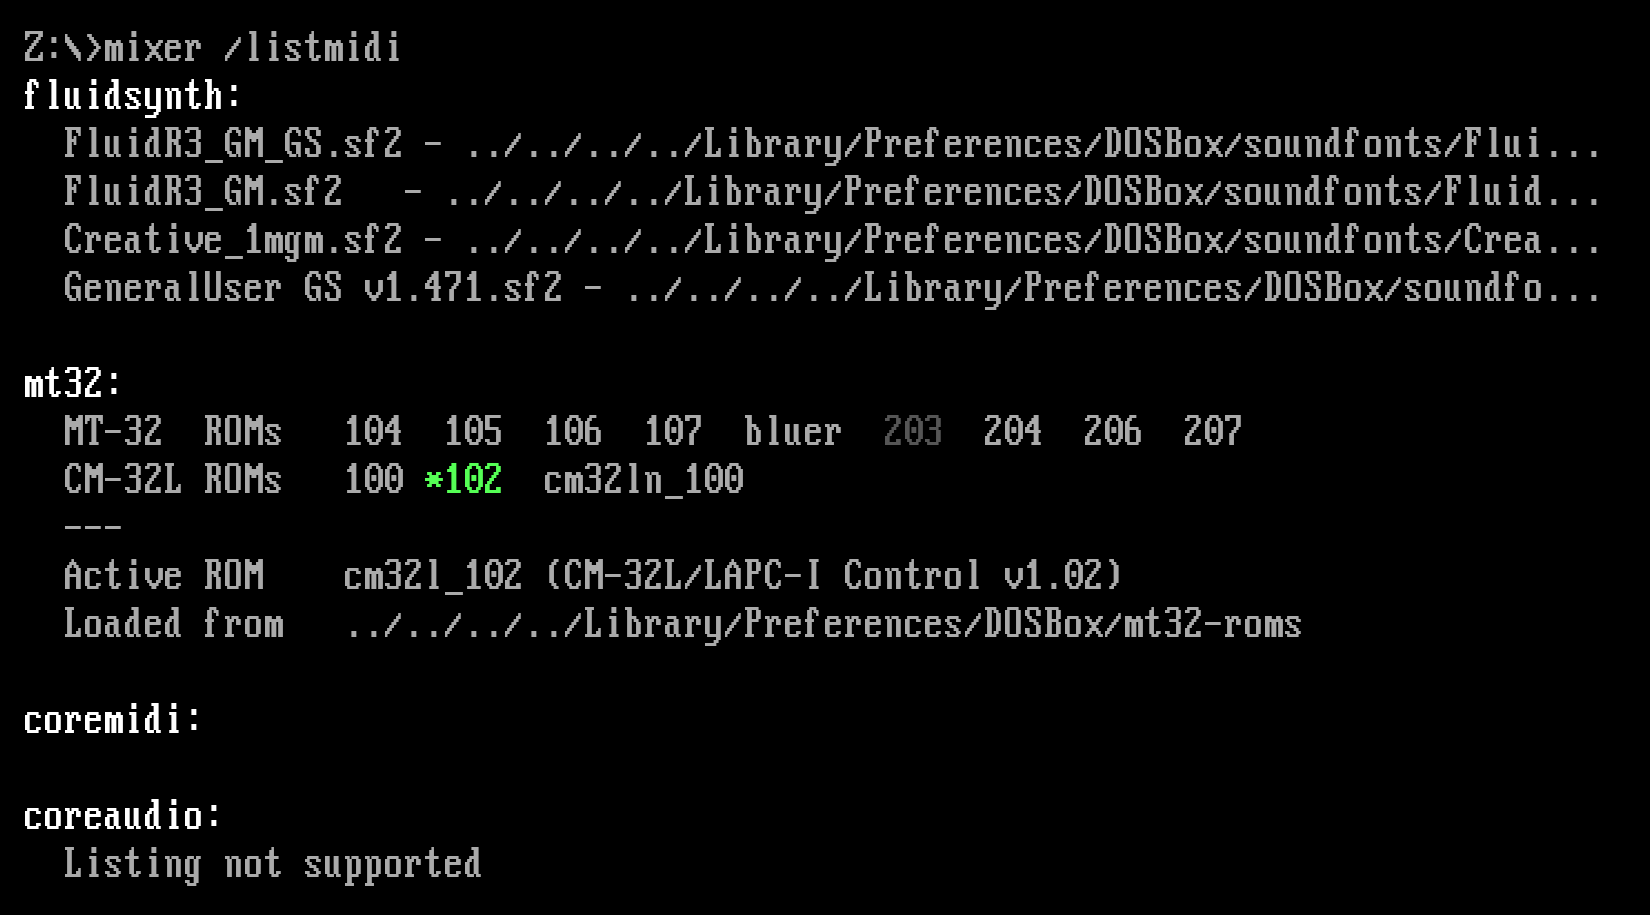 Z:\>mixer /listmidi
fluidsynth:
  FluidR3_GM_GS.sf2 - ../../../../Library/Preferences/DOSBox/soundfonts/Flui...
  FluidR3_GM.sf2   - ../../../../Library/Preferences/DOSBox/soundfonts/Fluid...
  Creative_1mgm.sf2 - ../../../../Library/Preferences/DOSBox/soundfonts/Crea...
  GeneralUser GS v1.471.sf2 - ../../../../Library/Preferences/DOSBox/soundfo...
mt32:
  MT-32  ROMs   104  105  106  107  bluer  203  204  206  207
  CM-32L ROMs   100 *102  cm32ln_100
  ---
  Active ROM    cm32l_102 (CM-32L/LAPC-I Control v1.02)
  Loaded from   ../../../../Library/Preferences/DOSBox/mt32-roms
coremidi:
coreaudio:
  Listing not supported